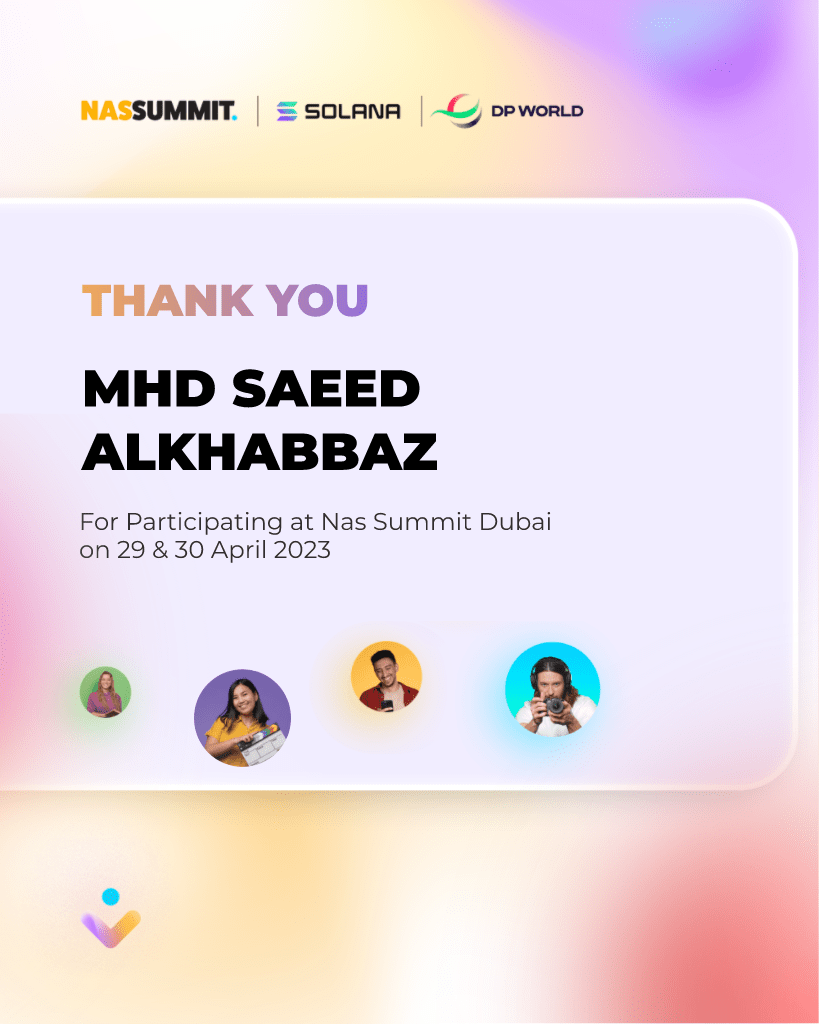 NASSUMMIT. SOLANA DP WORLD
THANK YOU
MHD SAEED
ALKHABBAZ
For Participating at Nas Summit Dubai
on 29 & 30 April 2023